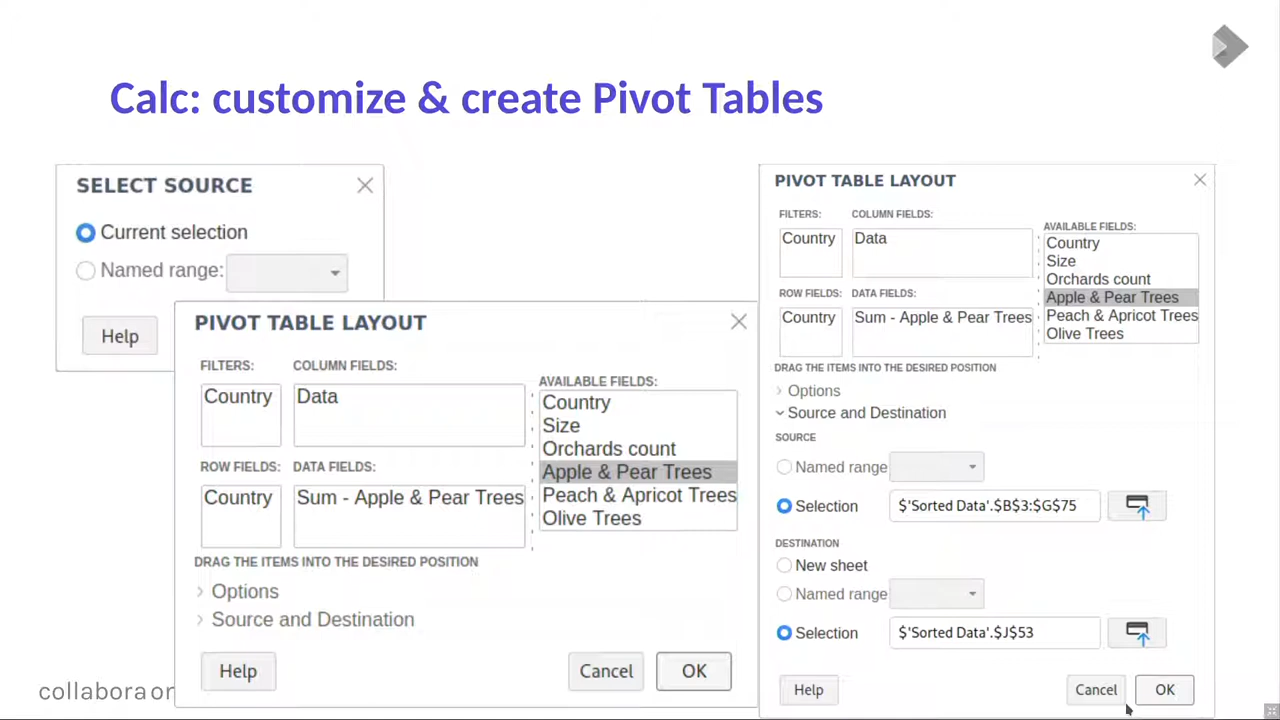 Calc: customize & create Pivot Tables
SELECT SOURCE
Current selection
Named range:
Help
PIVOT TABLE LAYOUT
FILTERS:
COLUMN FIELDS:
AVAILABLE FIELDS:
Country
Data
Country
Size
Orchards count
Apple & Pear Trees
Peach & Apricot Trees
Olive Trees
ROW FIELDS:
DATA FIELDS:
Country
Sum - Apple & Pear Trees
DRAG THE ITEMS INTO THE DESIRED POSITION
Options
Source and Destination
Help
Cancel
OK
PIVOT TABLE LAYOUT
FILTERS:
COLUMN FIELDS:
AVAILABLE FIELDS:
Country
Data
Country
Size
Orchards count
Apple & Pear Trees
Peach & Apricot Trees
Olive Trees
ROW FIELDS:
DATA FIELDS:
Country
Sum - Apple & Pear Trees
DRAG THE ITEMS INTO THE DESIRED POSITION
Options
Source and Destination
SOURCE
Named range
Selection
$'Sorted Data'.$B$3:$G$75
DESTINATION
New sheet
Named range
Selection
$'Sorted Data'.$J$53
Help
Cancel
OK
collabora or